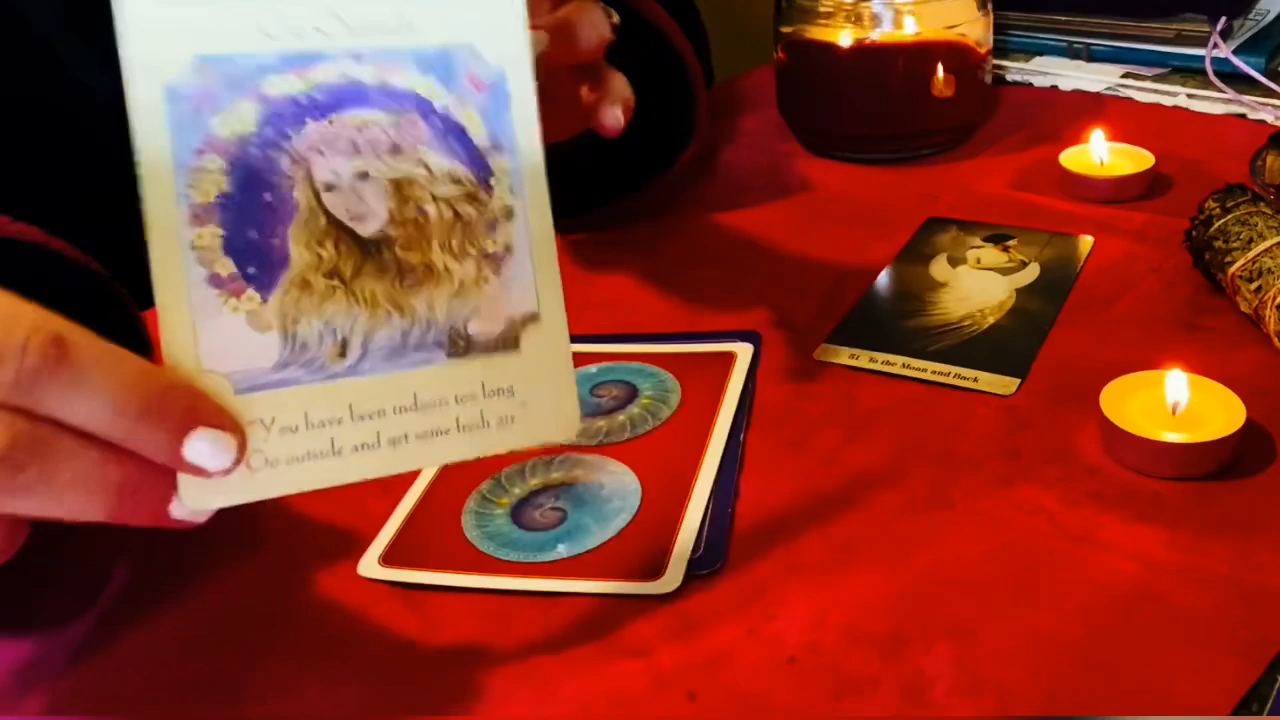 "You have been indoors too long.
Go outside and get some fresh air
51. To the Moon and Back